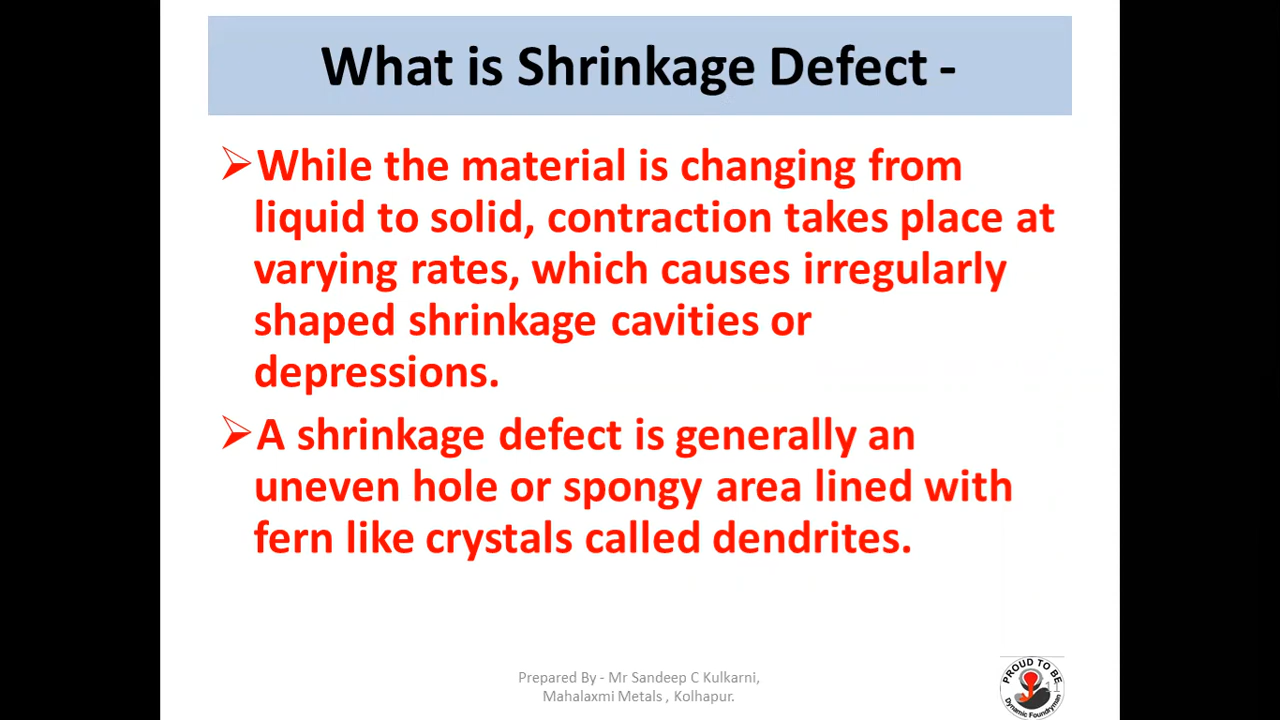 What is Shrinkage Defect -
While the material is changing from
liquid to solid, contraction takes place at
varying rates, which causes irregularly
shaped shrinkage cavities or
depressions.
A shrinkage defect is generally an
uneven hole or spongy area lined with
fern like crystals called dendrites.
Prepared By - Mr Sandeep C Kulkarni,
Mahalaxmi Metals , Kolhapur.
PROUD TO BE
Dynamic Foundryman